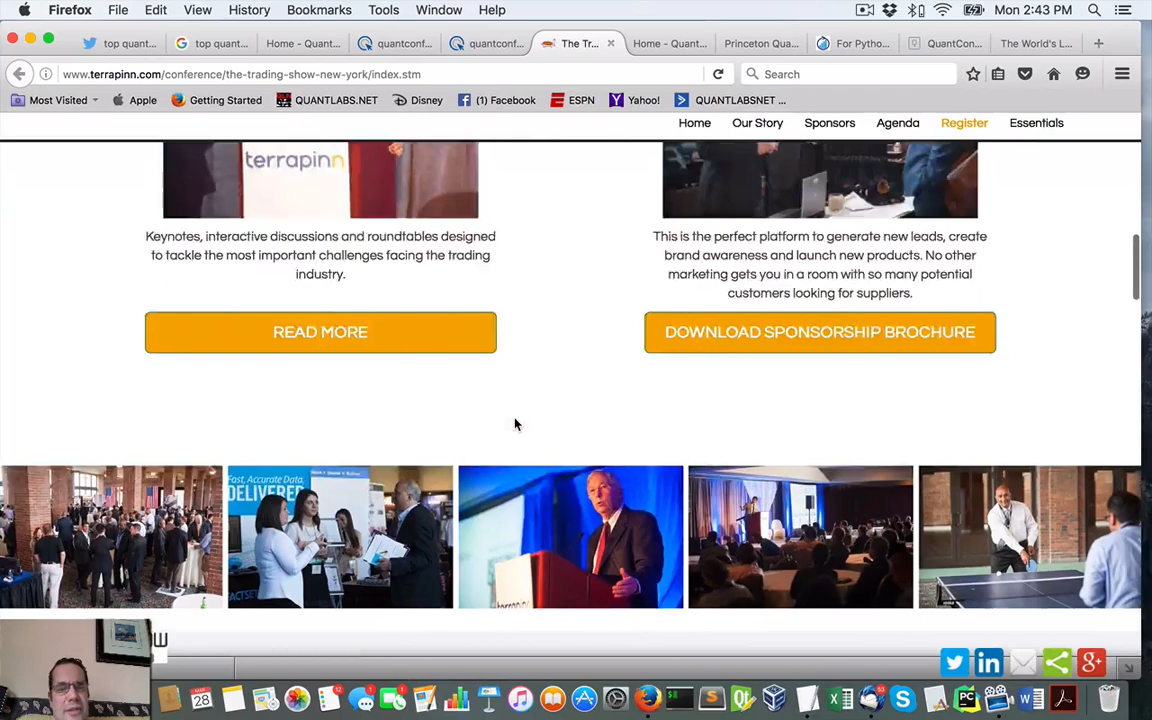 Firefox File Edit View History Bookmarks Tools Window Help Mon 2:43 PM
top quant... top quant... Home - Quant... quantconf... quantconf... The Tr... Home - Quant... Princeton Qua... For Pytho... QuantCon... The World's L...
www.terrapinn.com/conference/the-trading-show-new-york/index.stm Search
Most Visited Apple Getting Started QUANTLABS.NET Disney (1) Facebook ESPN Yahoo! QUANTLABSNET ...
Home Our Story Sponsors Agenda Register Essentials
terrapinn
Keynotes, interactive discussions and roundtables designed
to tackle the most important challenges facing the trading
industry.
This is the perfect platform to generate new leads, create
brand awareness and launch new products. No other
marketing gets you in a room with so many potential
customers looking for suppliers.
READ MORE DOWNLOAD SPONSORSHIP BROCHURE
Fast, Accurate Data,
DELIVERED
FACTSET